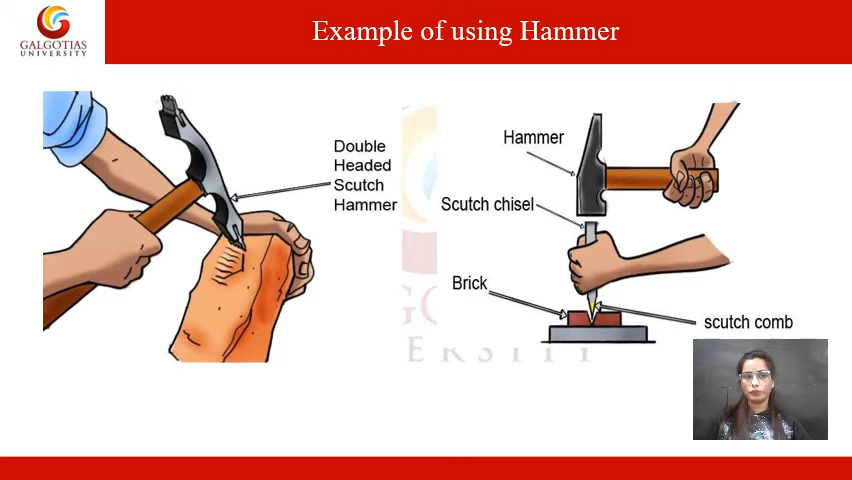 GALGOTIAS
UNIVERSITY
Example of using Hammer
Double
Headed
Scutch
Hammer
Hammer
Scutch chisel
Brick
scutch comb